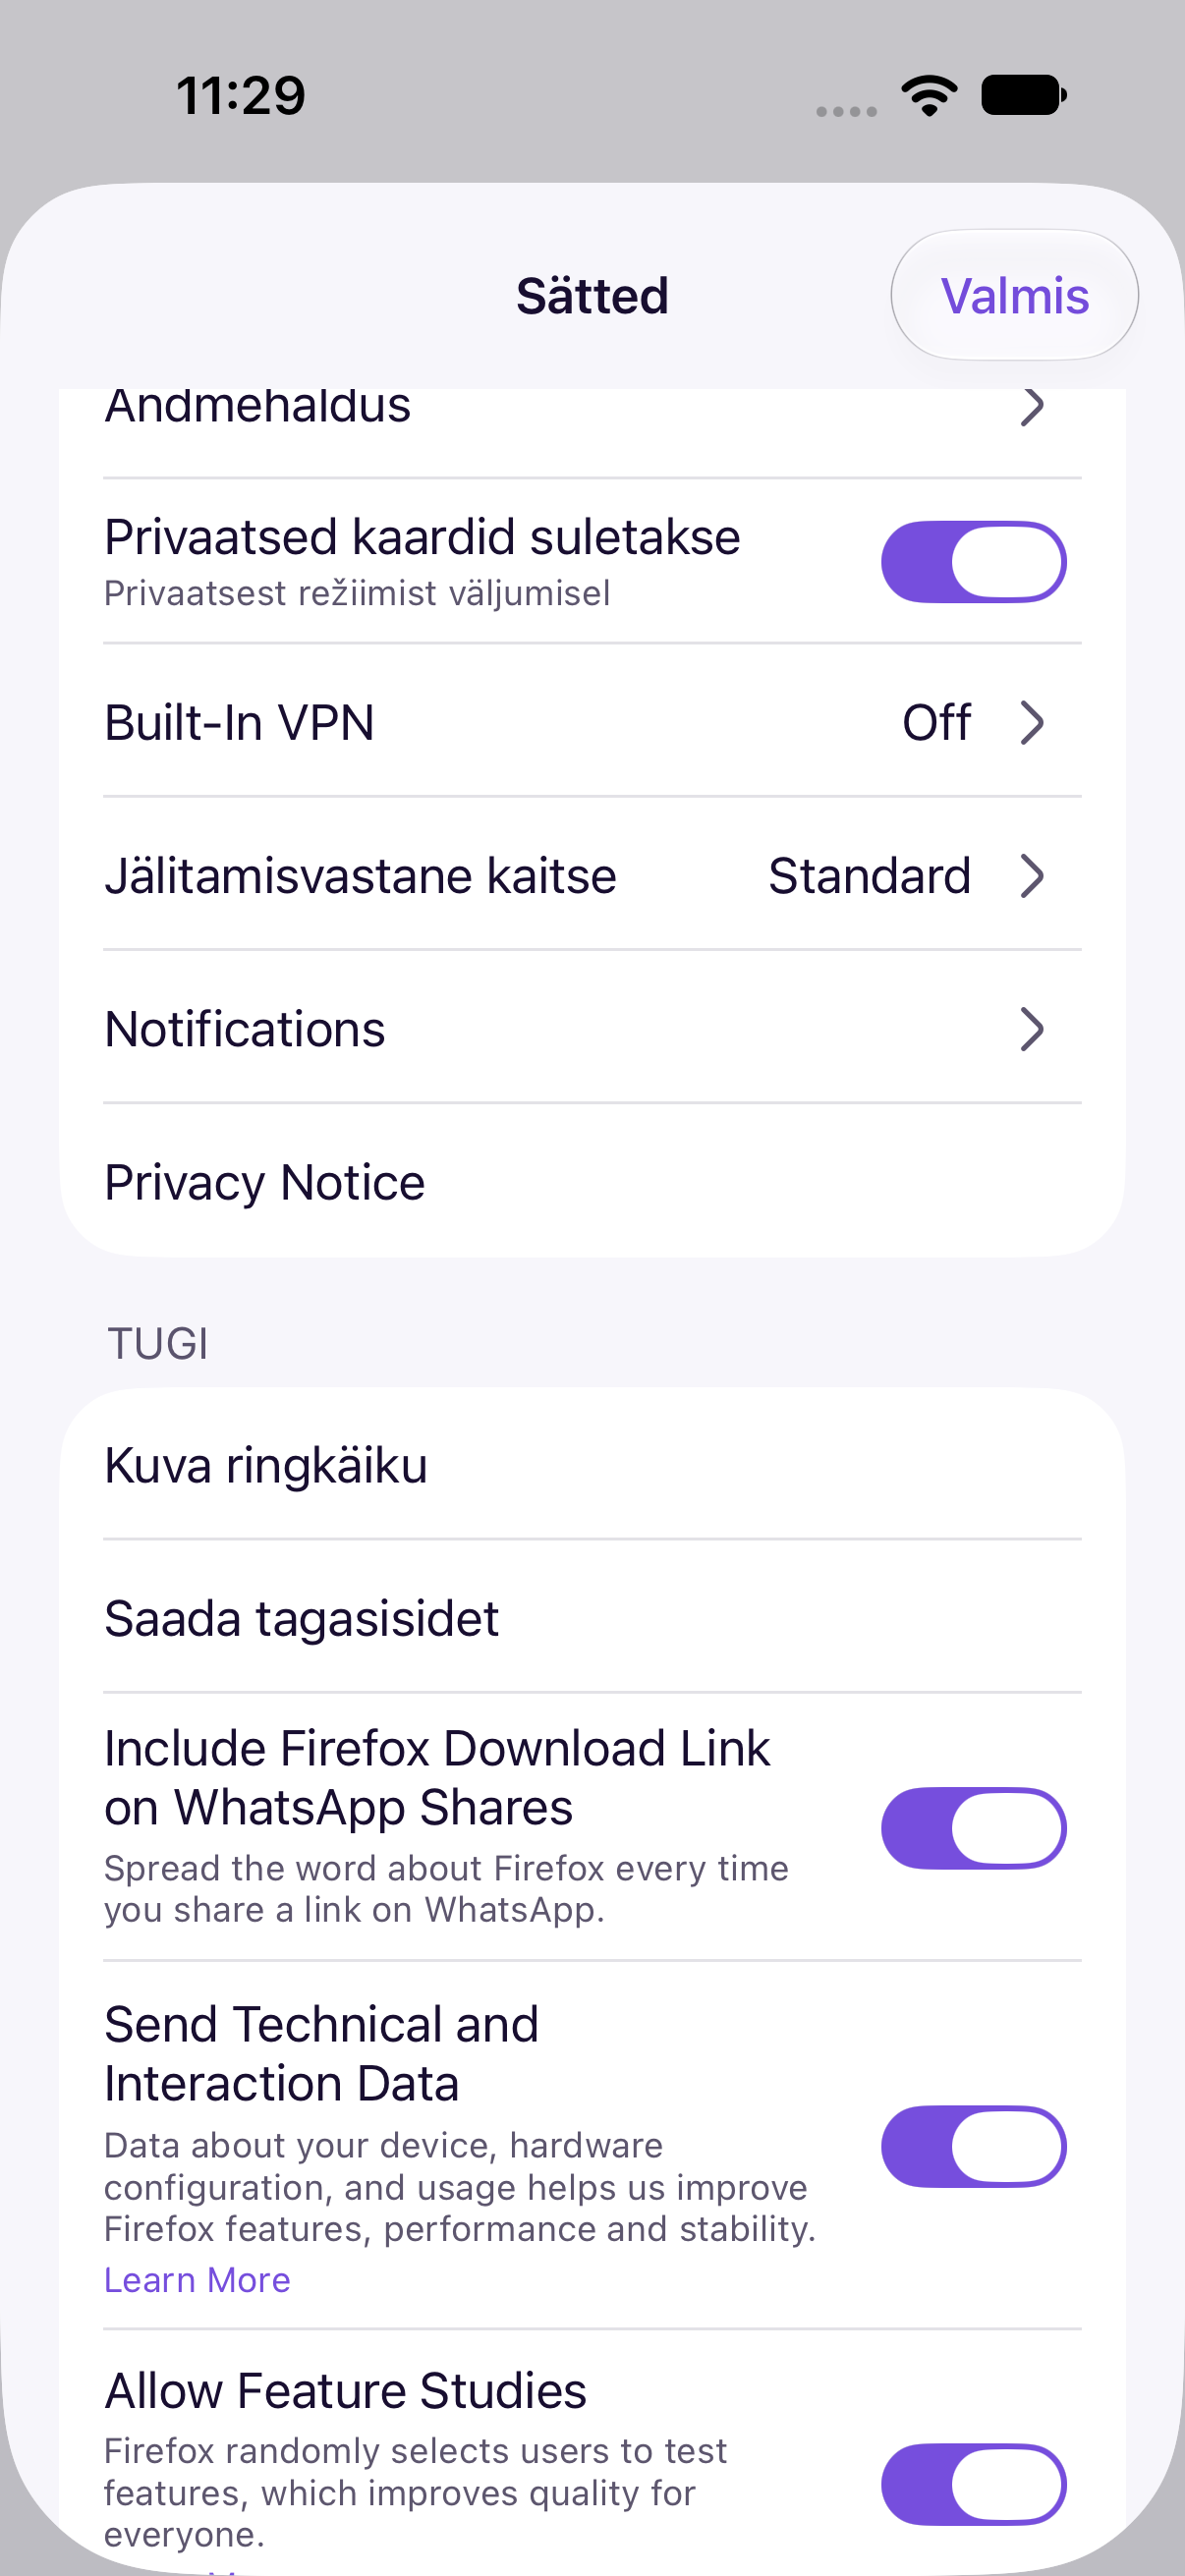 11:29
Sätted
Valmis
Andmehaldus
Privaatsed kaardid suletakse
Privaatsest režiimist väljumisel
Built-In VPN
Off
Jälitamisvastane kaitse
Standard
Notifications
Privacy Notice
TUGI
Kuva ringkäiku
Saada tagasisidet
Include Firefox Download Link
on WhatsApp Shares
Spread the word about Firefox every time
you share a link on WhatsApp.
Send Technical and
Interaction Data
Data about your device, hardware
configuration, and usage helps us improve
Firefox features, performance and stability.
Learn More
Allow Feature Studies
Firefox randomly selects users to test
features, which improves quality for
everyone.